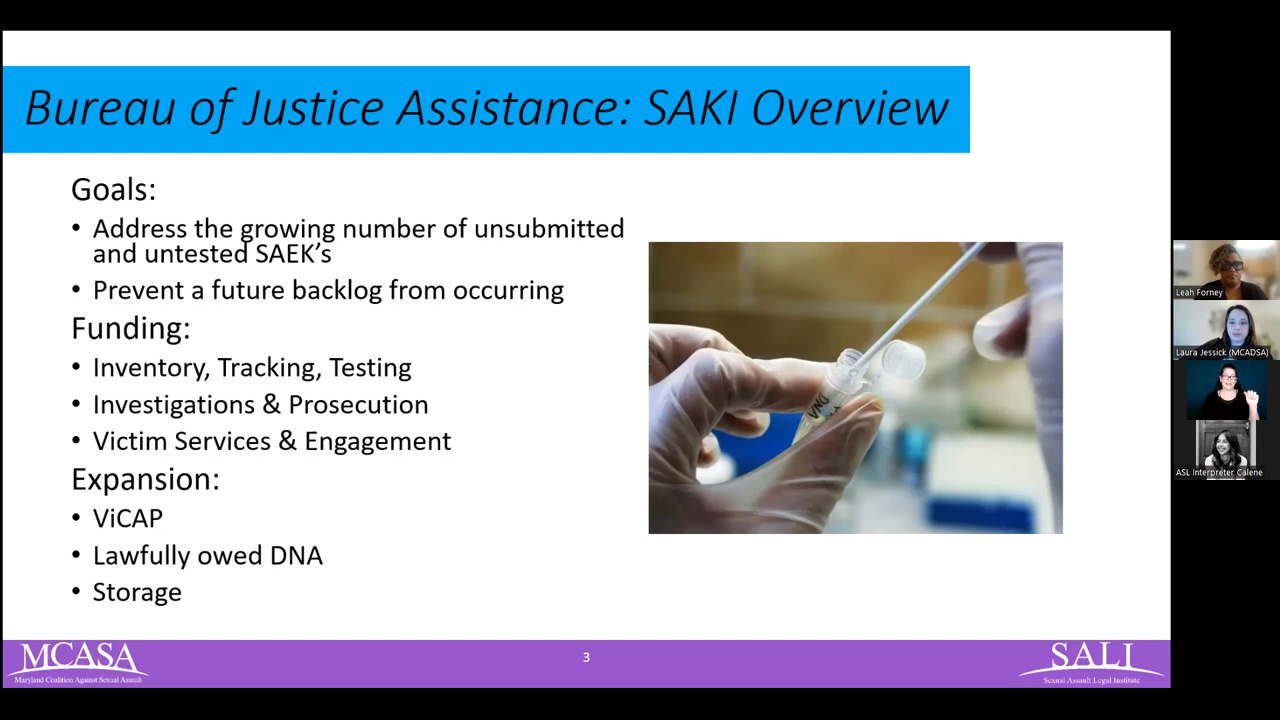 Bureau of Justice Assistance: SAKI Overview
Goals:
• Address the growing number of unsubmitted
and untested SAEK’s
• Prevent a future backlog from occurring
Funding:
• Inventory, Tracking, Testing
• Investigations & Prosecution
• Victim Services & Engagement
Expansion:
• ViCAP
• Lawfully owed DNA
• Storage
DNA
Leah Forney
Laura Jessick (MCADSA)
ASL Interpreter Calene
MCASA
Maryland Coalition Against Sexual Assault
3
SALI
Sexual Assault Legal Institute